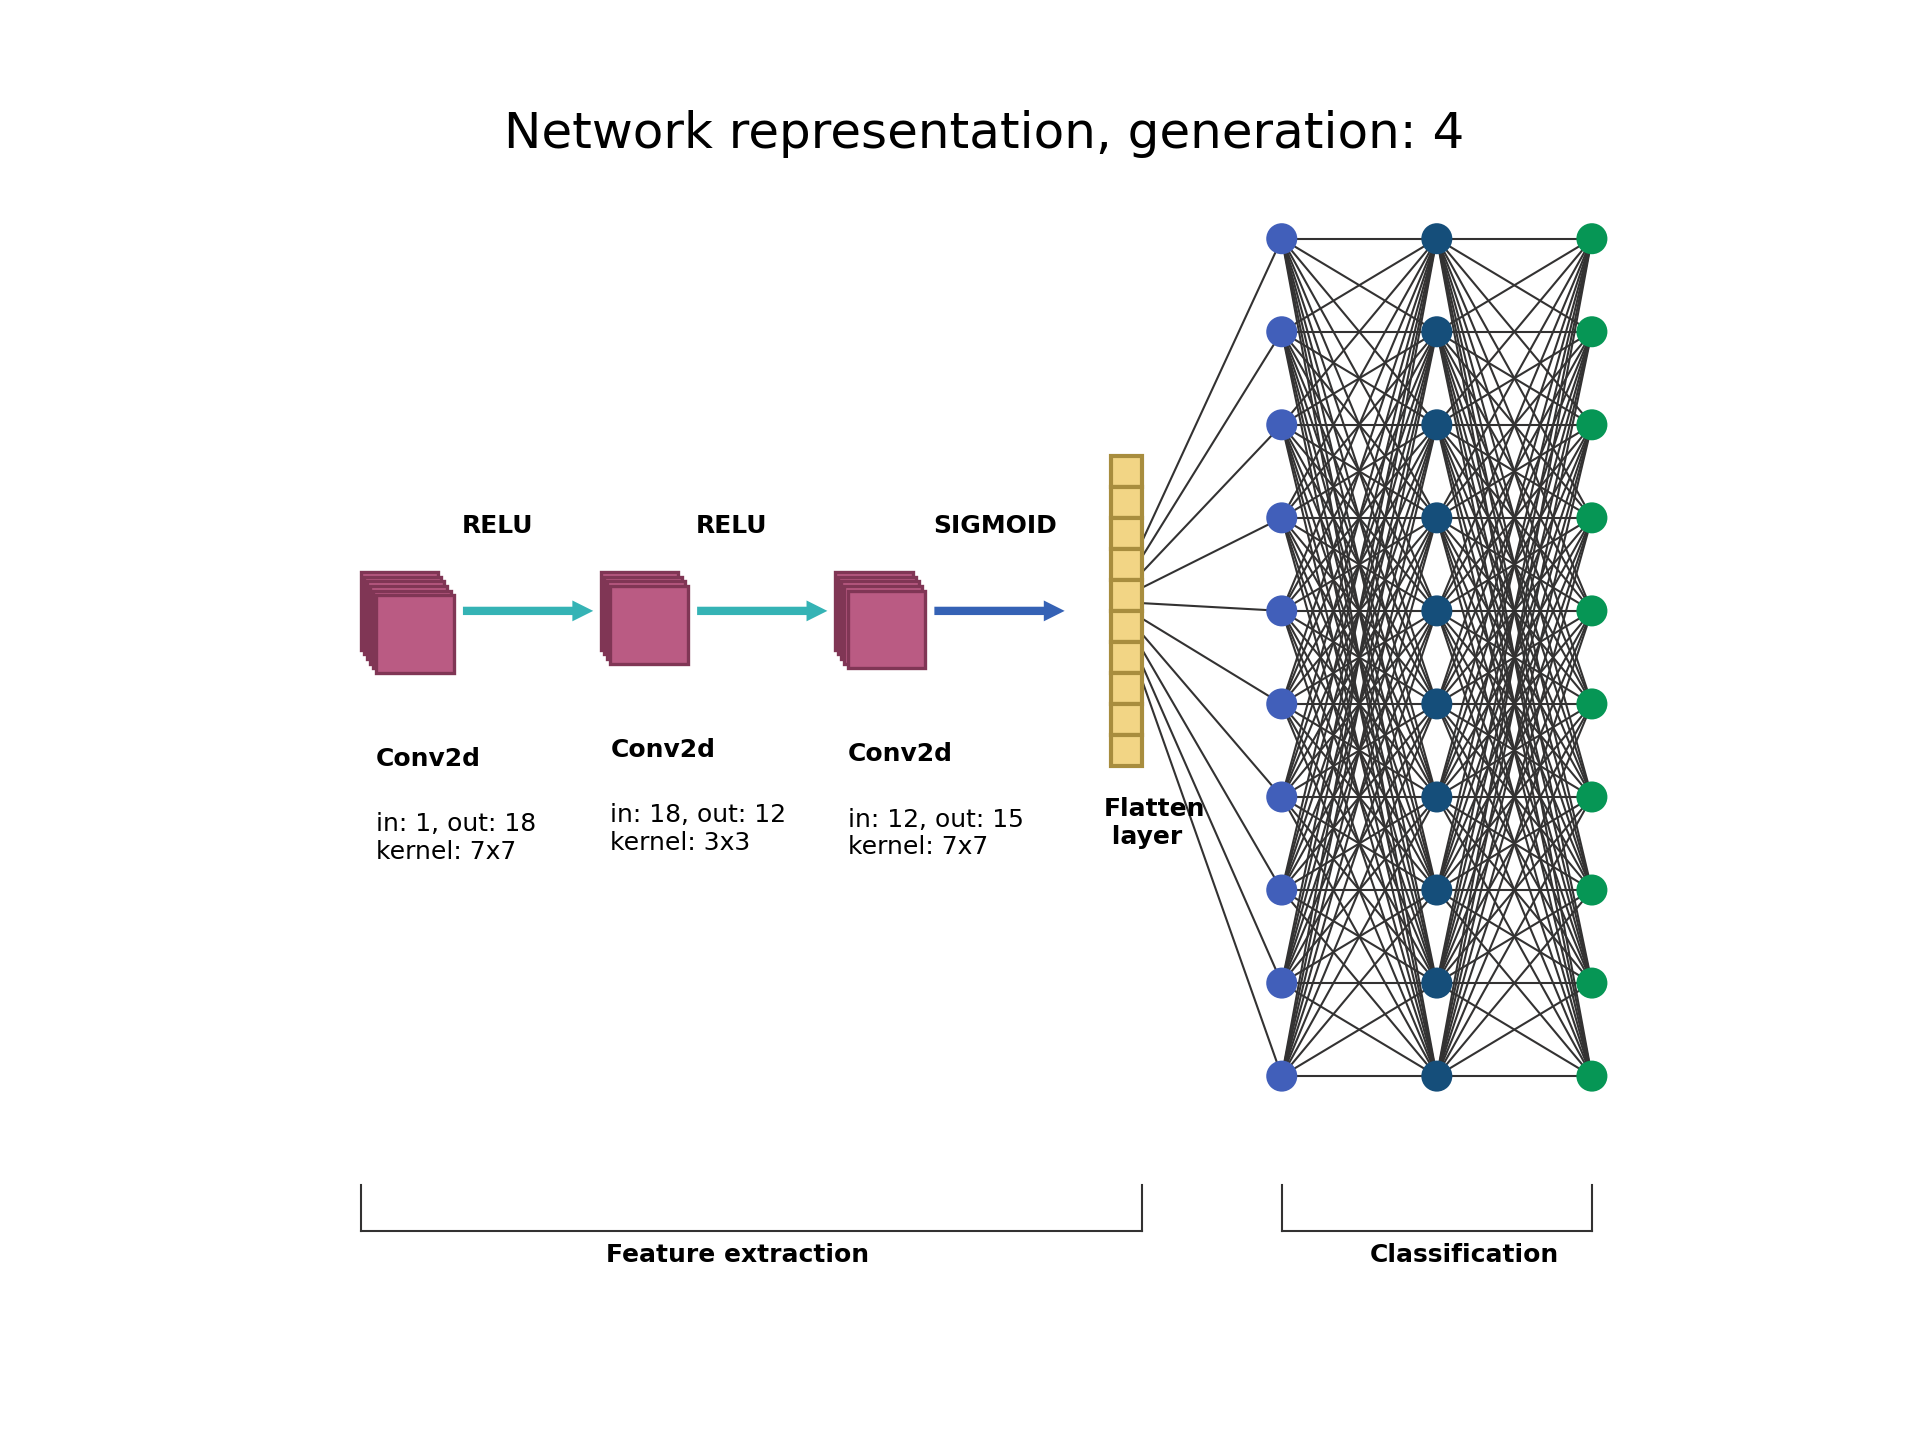 Network representation, generation: 4
RELU
RELU
SIGMOID
Conv2d
in: 1, out: 18
kernel: 7x7
Conv2d
in: 18, out: 12
kernel: 3x3
Conv2d
in: 12, out: 15
kernel: 7x7
Flatten
layer
Feature extraction
Classification